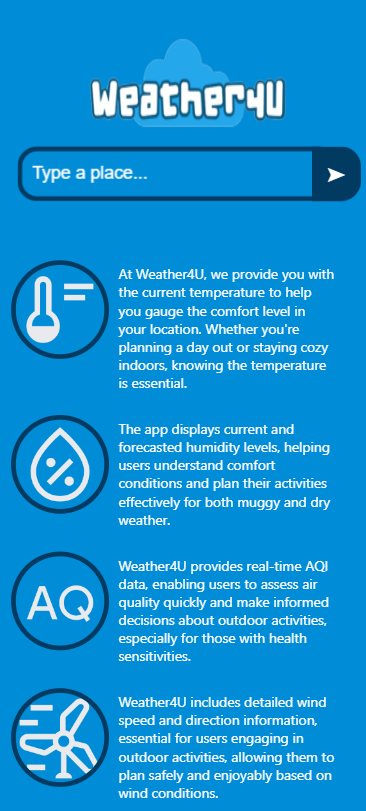 Weather4U
Type a place...
At Weather4U, we provide you with
the current temperature to help
you gauge the comfort level in
your location. Whether you're
planning a day out or staying cozy
indoors, knowing the temperature
is essential.
The app displays current and
forecasted humidity levels, helping
users understand comfort
conditions and plan their activities
effectively for both muggy and dry
weather.
AQ
Weather4U provides real-time AQI
data, enabling users to assess air
quality quickly and make informed
decisions about outdoor activities,
especially for those with health
sensitivities.
Weather4U includes detailed wind
speed and direction information,
essential for users engaging in
outdoor activities, allowing them to
plan safely and enjoyably based on
wind conditions.